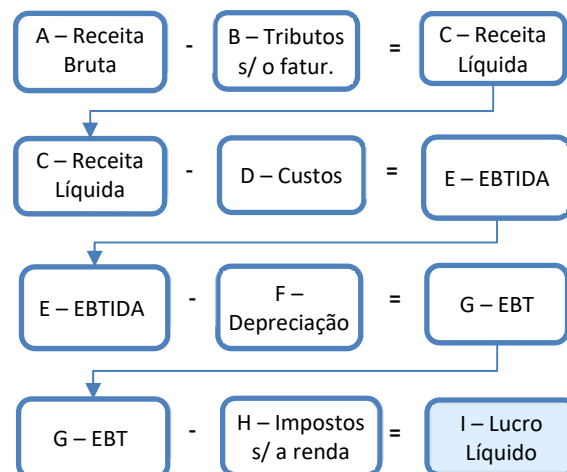 A – Receita
Bruta
-
B – Tributos
s/ o fatur.
=
C – Receita
Líquida
C – Receita
Líquida
-
D – Custos
=
E – EBTIDA
E – EBTIDA
-
F –
Depreciação
=
G – EBT
G – EBT
-
H – Impostos
s/ a renda
=
I – Lucro
Líquido